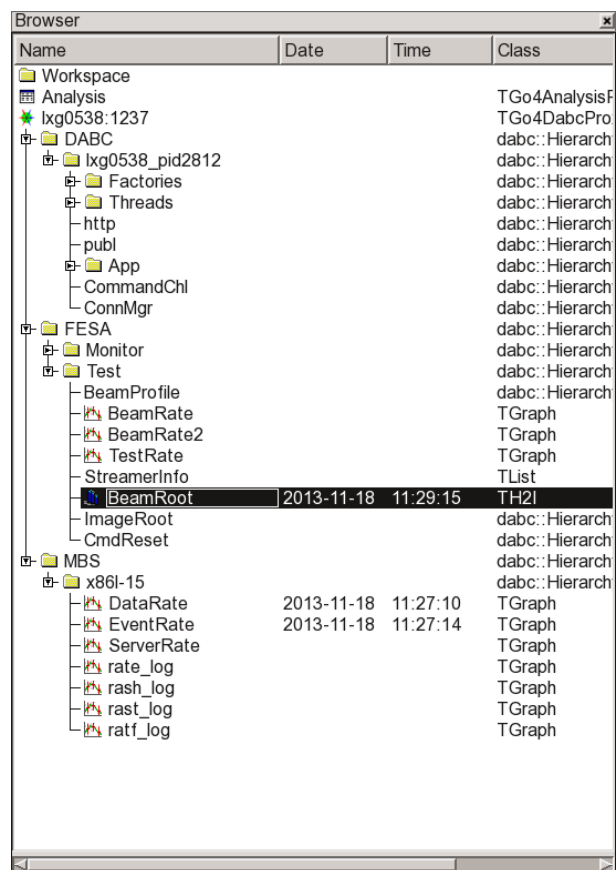 Browser
Name Date Time Class
Workspace
Analysis TGo4AnalysisP
lxg0538:1237 TGo4DabcPro
DABC dabc::Hierarch
lxg0538_pid2812 dabc::Hierarch
Factories dabc::Hierarch
Threads dabc::Hierarch
http dabc::Hierarch
publ dabc::Hierarch
App dabc::Hierarch
CommandChl dabc::Hierarch
ConnMgr dabc::Hierarch
FESA dabc::Hierarch
Monitor dabc::Hierarch
Test dabc::Hierarch
BeamProfile dabc::Hierarch
BeamRate TGraph
BeamRate2 TGraph
TestRate TGraph
StreamerInfo TList
BeamRoot 2013-11-18 11:29:15 TH2I
ImageRoot dabc::Hierarch
CmdReset dabc::Hierarch
MBS dabc::Hierarch
x86l-15 dabc::Hierarch
DataRate 2013-11-18 11:27:10 TGraph
EventRate 2013-11-18 11:27:14 TGraph
ServerRate TGraph
rate_log TGraph
rash_log TGraph
rast_log TGraph
ratf_log TGraph